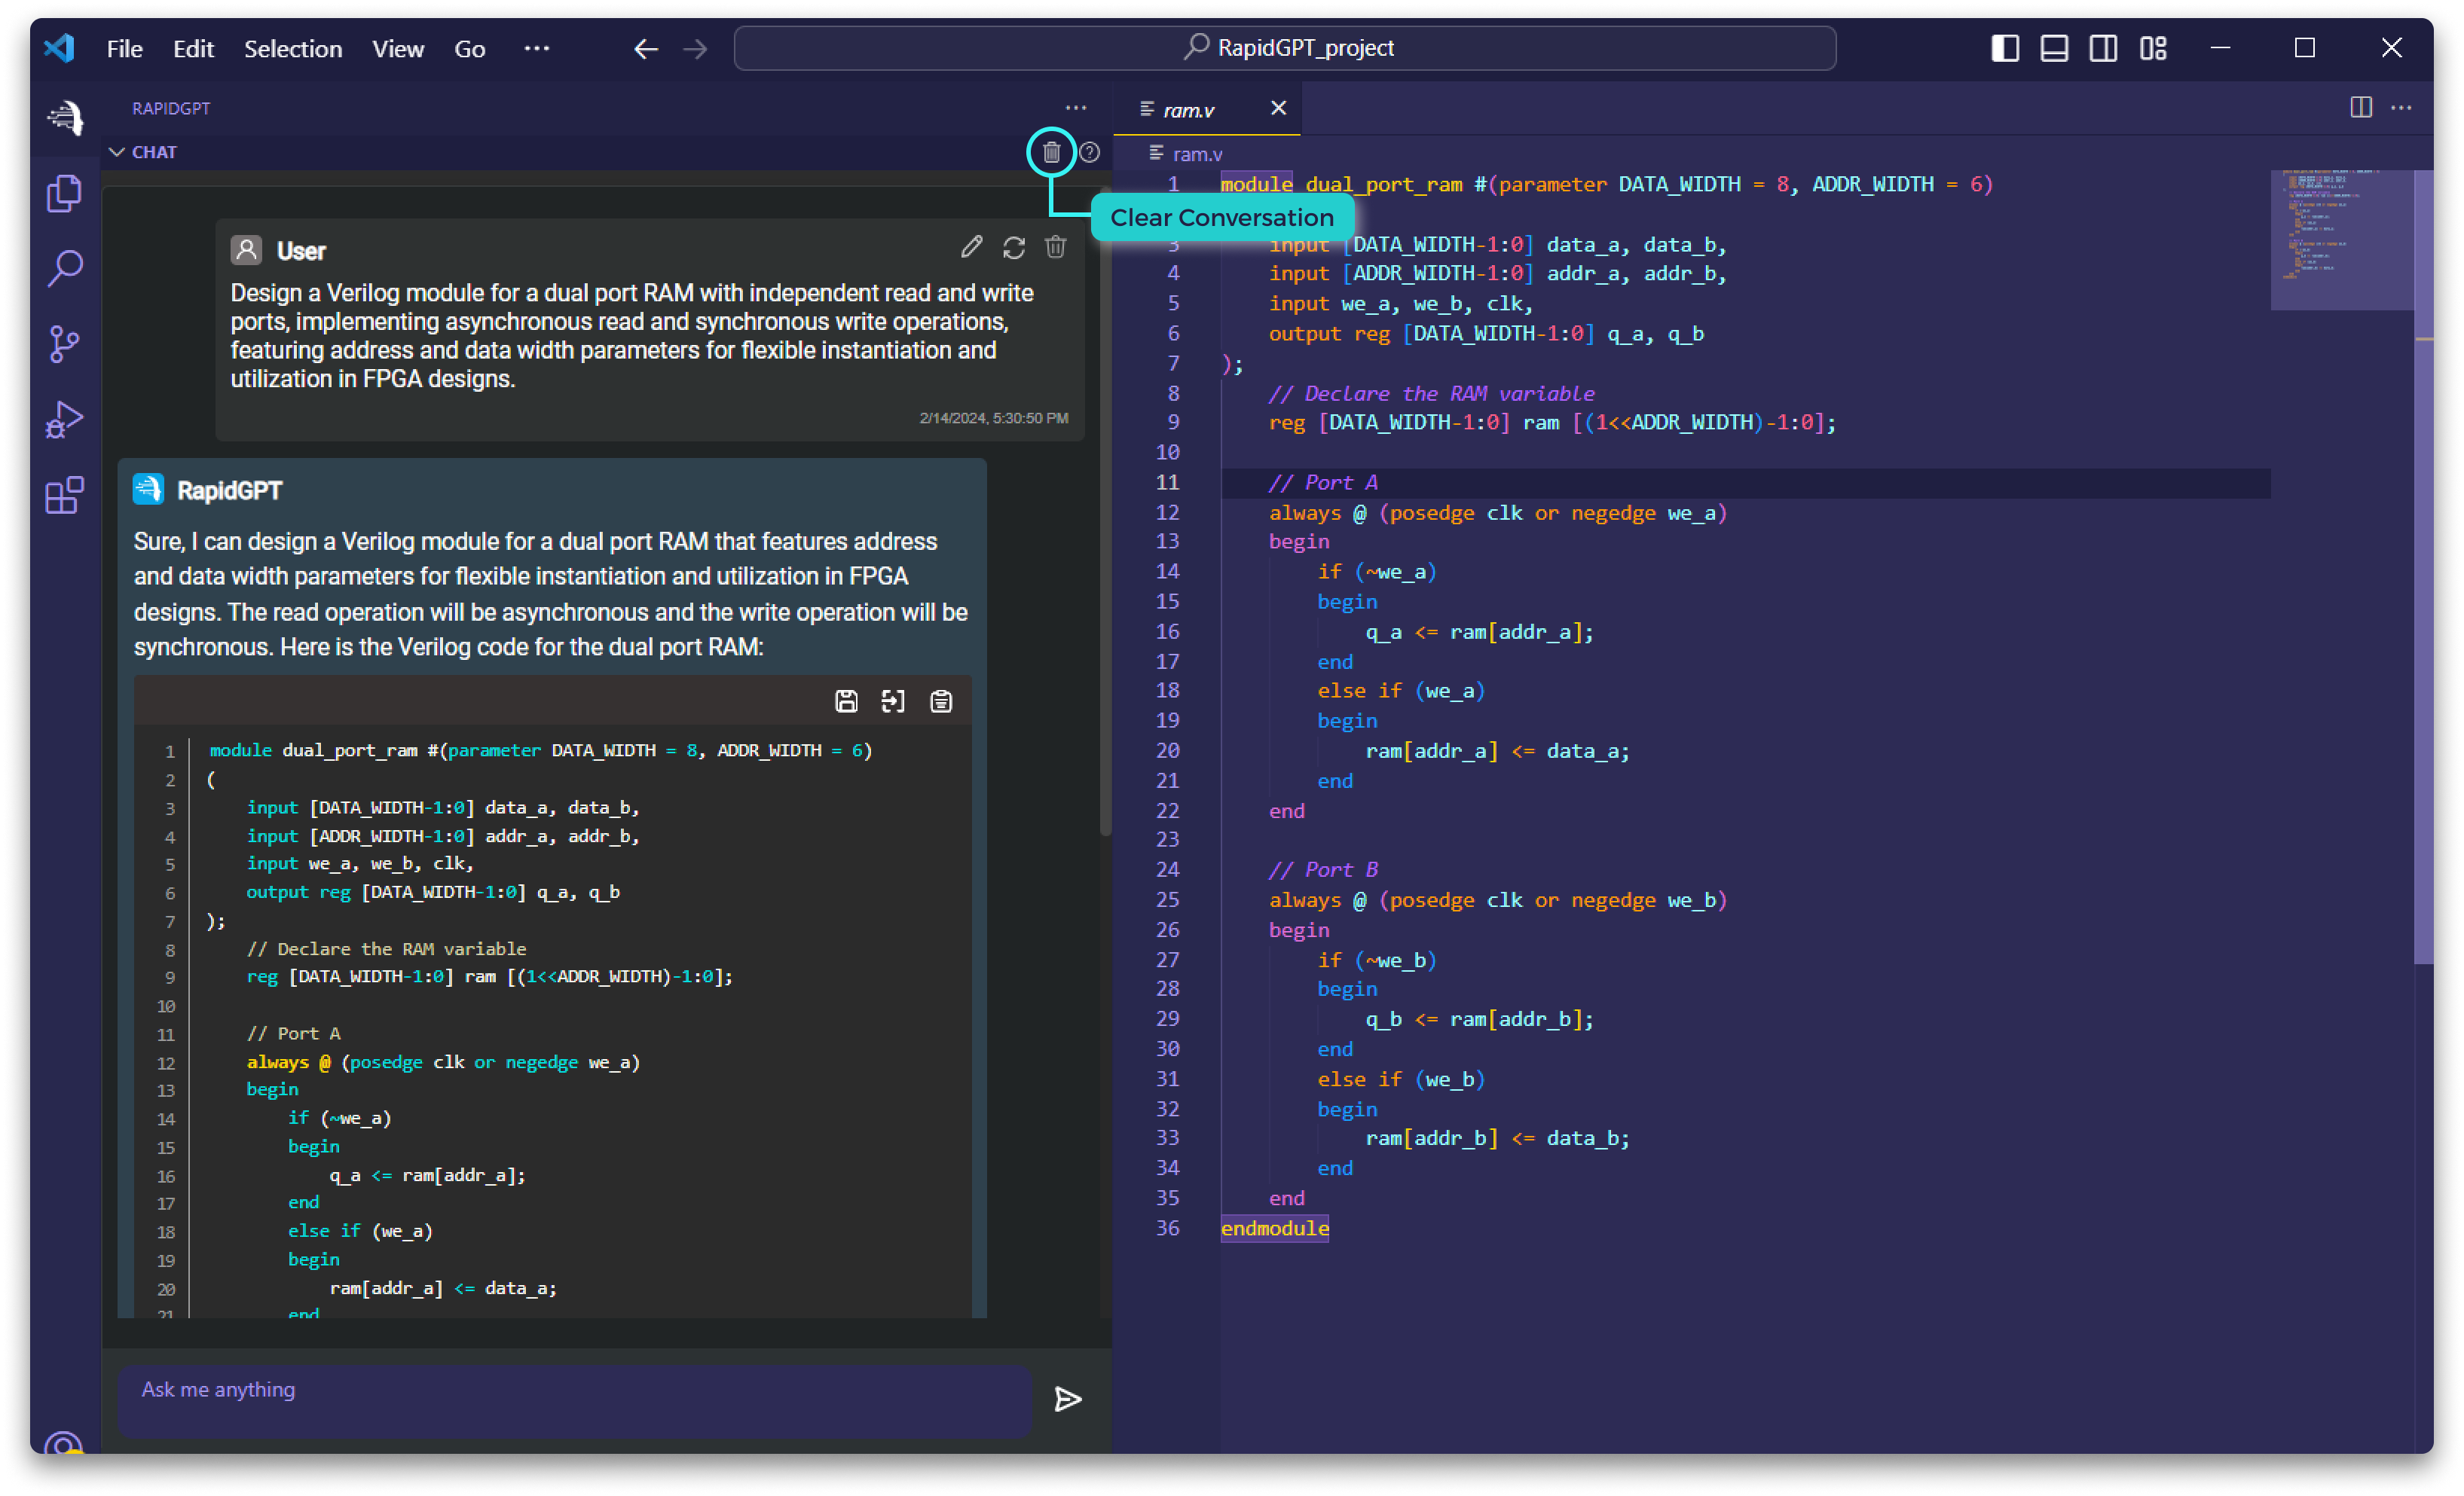 File Edit Selection View Go ...
RapidGPT_project
RAPIDGPT
CHAT
Clear Conversation
User
Design a Verilog module for a dual port RAM with independent read and write
ports, implementing asynchronous read and synchronous write operations,
featuring address and data width parameters for flexible instantiation and
utilization in FPGA designs.
2/14/2024, 5:30:50 PM
RapidGPT
Sure, I can design a Verilog module for a dual port RAM that features address
and data width parameters for flexible instantiation and utilization in FPGA
designs. The read operation will be asynchronous and the write operation will be
synchronous. Here is the Verilog code for the dual port RAM:
1 module dual_port_ram #(parameter DATA_WIDTH = 8, ADDR_WIDTH = 6)
2 (
3     input [DATA_WIDTH-1:0] data_a, data_b,
4     input [ADDR_WIDTH-1:0] addr_a, addr_b,
5     input we_a, we_b, clk,
6     output reg [DATA_WIDTH-1:0] q_a, q_b
7 );
8     // Declare the RAM variable
9     reg [DATA_WIDTH-1:0] ram [(1<<ADDR_WIDTH)-1:0];
10
11     // Port A
12     always @ (posedge clk or negedge we_a)
13     begin
14         if (~we_a)
15         begin
16             q_a <= ram[addr_a];
17         end
18         else if (we_a)
19         begin
20             ram[addr_a] <= data_a;
21         end
Ask me anything
ram.v
ram.v
1 module dual_port_ram #(parameter DATA_WIDTH = 8, ADDR_WIDTH = 6)
3     input [DATA_WIDTH-1:0] data_a, data_b,
4     input [ADDR_WIDTH-1:0] addr_a, addr_b,
5     input we_a, we_b, clk,
6     output reg [DATA_WIDTH-1:0] q_a, q_b
7 );
8     // Declare the RAM variable
9     reg [DATA_WIDTH-1:0] ram [(1<<ADDR_WIDTH)-1:0];
10
11     // Port A
12     always @ (posedge clk or negedge we_a)
13     begin
14         if (~we_a)
15         begin
16             q_a <= ram[addr_a];
17         end
18         else if (we_a)
19         begin
20             ram[addr_a] <= data_a;
21         end
22     end
23
24     // Port B
25     always @ (posedge clk or negedge we_b)
26     begin
27         if (~we_b)
28         begin
29             q_b <= ram[addr_b];
30         end
31         else if (we_b)
32         begin
33             ram[addr_b] <= data_b;
34         end
35     end
36 endmodule